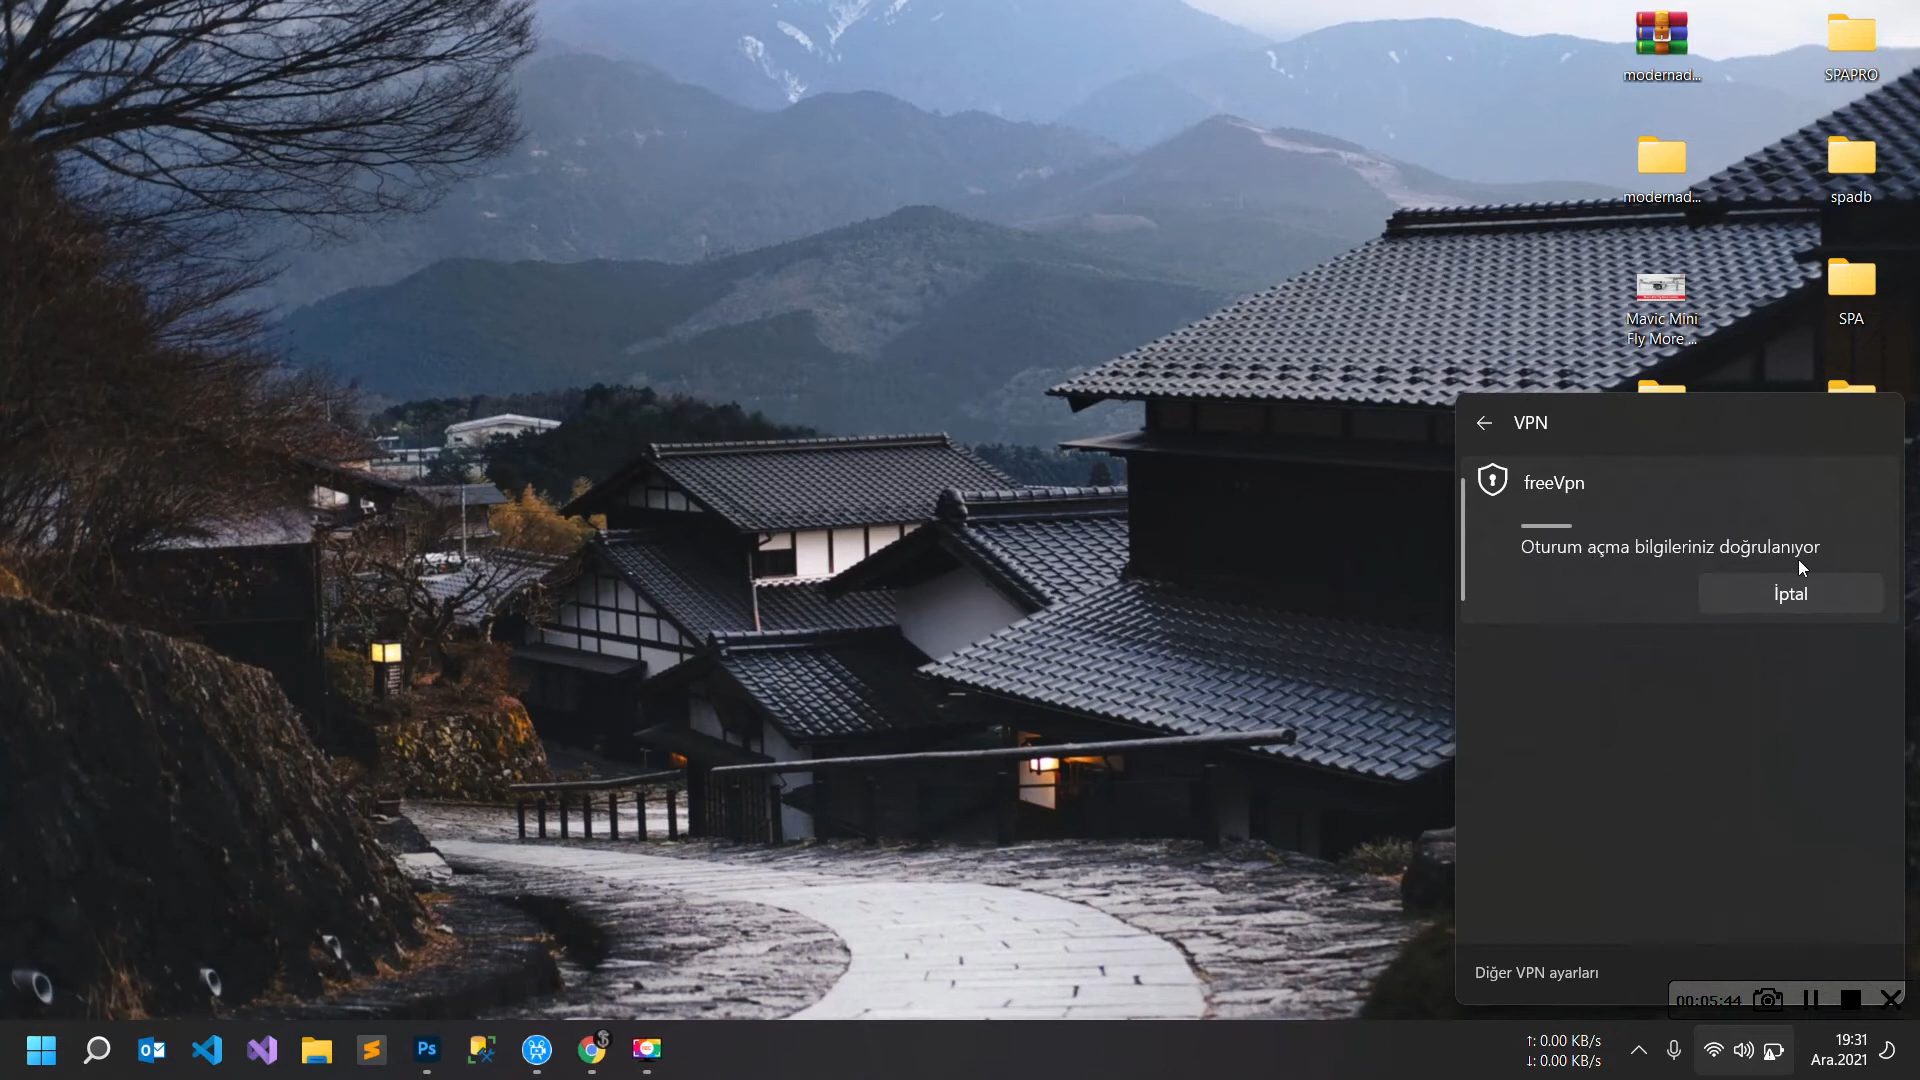 modernad...
SPAPRO
modernad...
spadb
Mavic Mini
Fly More ...
SPA
VPN
freeVpn
Oturum açma bilgileriniz doğrulanıyor
İptal
Diğer VPN ayarları
00:05:44
↑: 0.00 KB/s
↓: 0.00 KB/s
19:31
Ara.2021